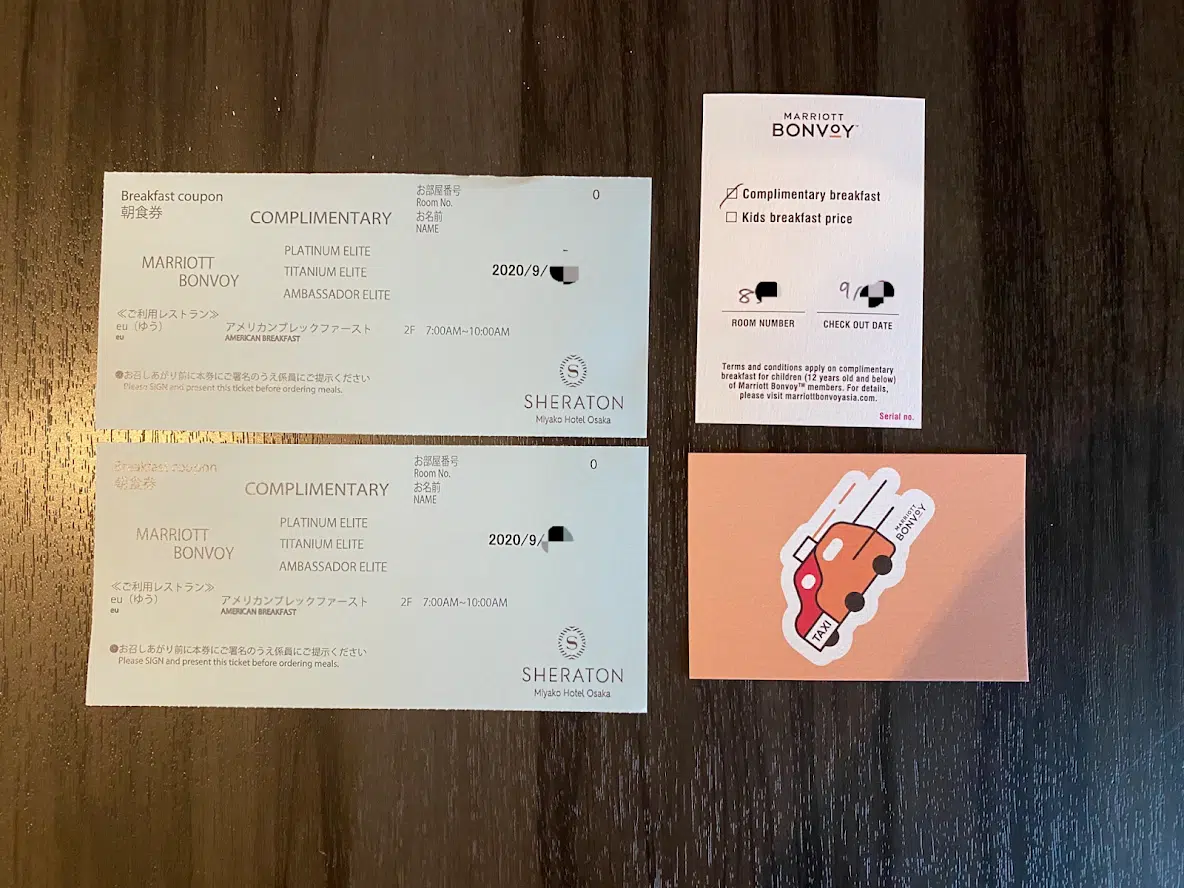 Breakfast coupon
朝食券
COMPLIMENTARY
お部屋番号
Room No.
お名前
NAME
0
MARRIOTT
BONVOY
PLATINUM ELITE
TITANIUM ELITE
AMBASSADOR ELITE
2020/9/
≪ご利用レストラン≫
eu（ゆう）
eu
アメリカンブレックファースト
AMERICAN BREAKFAST
2F 7:00AM~10:00AM
●お召しあがり前に本券にご署名のうえ係員にご提示ください
Please SIGN and present this ticket before ordering meals.
S
SHERATON
Miyako Hotel Osaka
Breakfast coupon
朝食券
COMPLIMENTARY
お部屋番号
Room No.
お名前
NAME
0
MARRIOTT
BONVOY
PLATINUM ELITE
TITANIUM ELITE
AMBASSADOR ELITE
2020/9/
≪ご利用レストラン≫
eu（ゆう）
eu
アメリカンブレックファースト
AMERICAN BREAKFAST
2F 7:00AM~10:00AM
●お召しあがり前に本券にご署名のうえ係員にご提示ください
Please SIGN and present this ticket before ordering meals.
S
SHERATON
Miyako Hotel Osaka
MARRIOTT
BONVOY™
Complimentary breakfast
Kids breakfast price
8 9/
ROOM NUMBER CHECK OUT DATE
Terms and conditions apply on complimentary
breakfast for children (12 years old and below)
of Marriott Bonvoy™ members. For details,
please visit marriottbonvoyasia.com.
Serial no.
MARRIOTT
BONVOY
TAXI